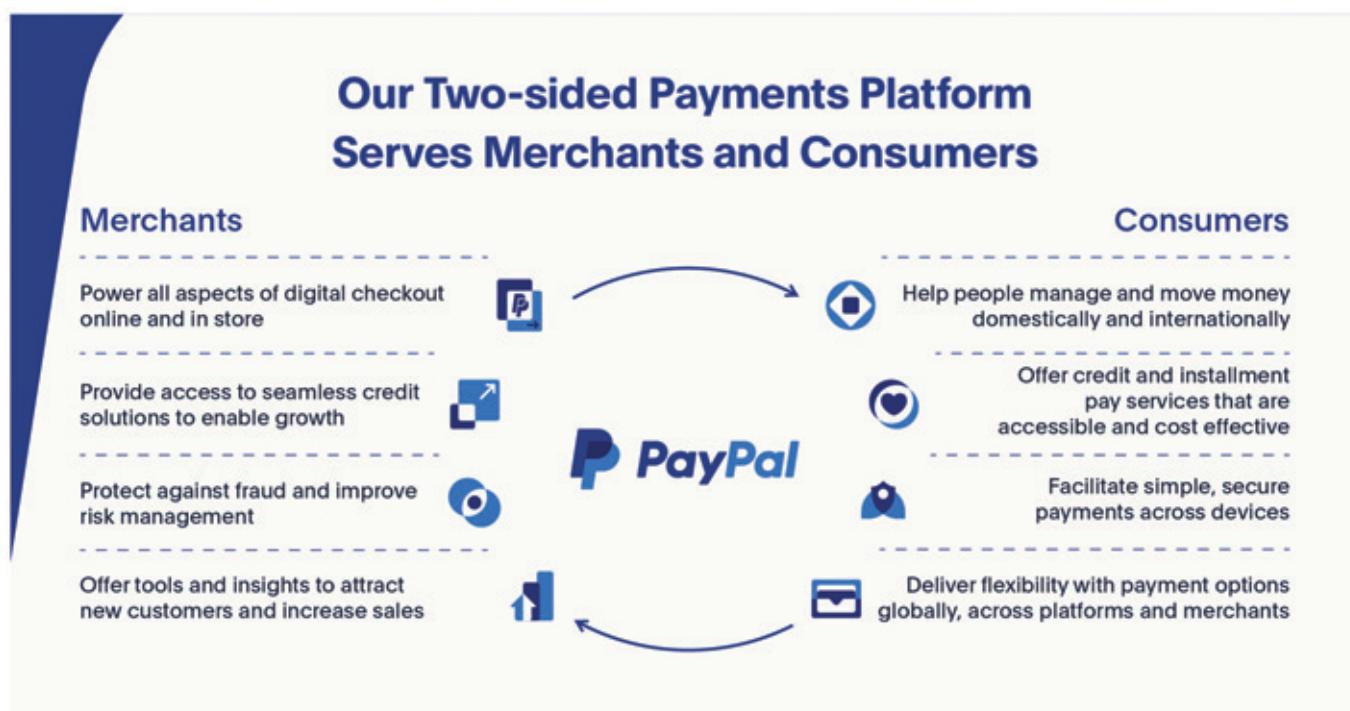 Our Two-sided Payments Platform
Serves Merchants and Consumers
Merchants
Power all aspects of digital checkout
online and in store
Provide access to seamless credit
solutions to enable growth
Protect against fraud and improve
risk management
Offer tools and insights to attract
new customers and increase sales
PayPal
Consumers
Help people manage and move money
domestically and internationally
Offer credit and installment
pay services that are
accessible and cost effective
Facilitate simple, secure
payments across devices
Deliver flexibility with payment options
globally, across platforms and merchants